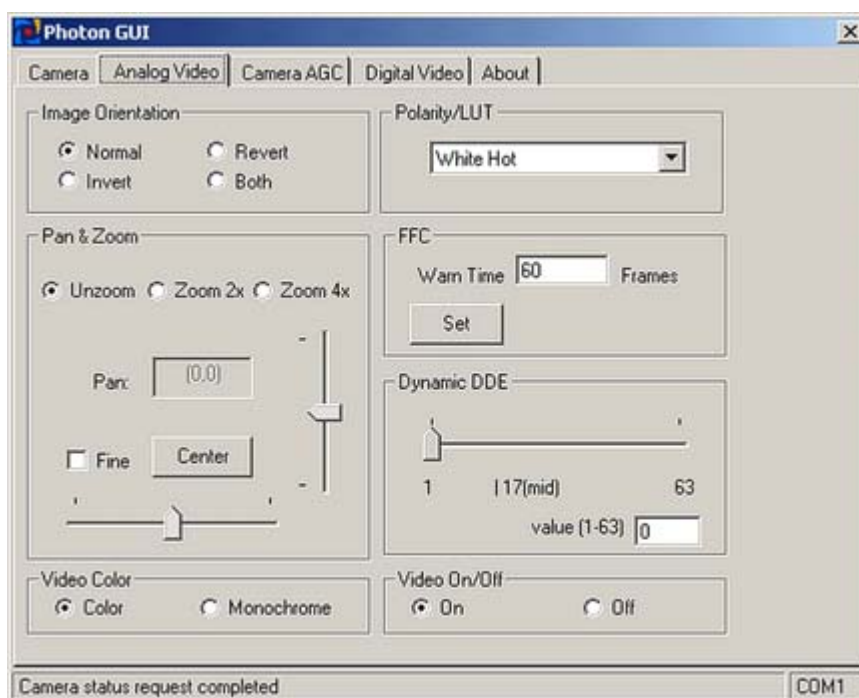 Photon GUI
Camera Analog Video Camera AGC Digital Video About
Image Orientation
Normal Revert
Invert Both
Polarity/LUT
White Hot
Pan & Zoom
Unzoom Zoom 2x Zoom 4x
Pan: (0,0)
Fine Center
FFC
Warn Time 60 Frames
Set
Dynamic DDE
1 |17(mid) 63
value (1-63) 0
Video Color
Color Monochrome
Video On/Off
On Off
Camera status request completed COM1